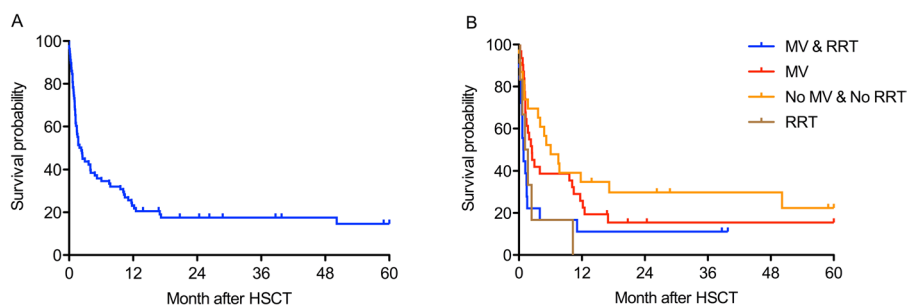 A
Survival probability
100
80
60
40
20
0
0 12 24 36 48 60
Month after HSCT
B
Survival probability
100
80
60
40
20
0
0 12 24 36 48 60
Month after HSCT
MV & RRT
MV
No MV & No RRT
RRT